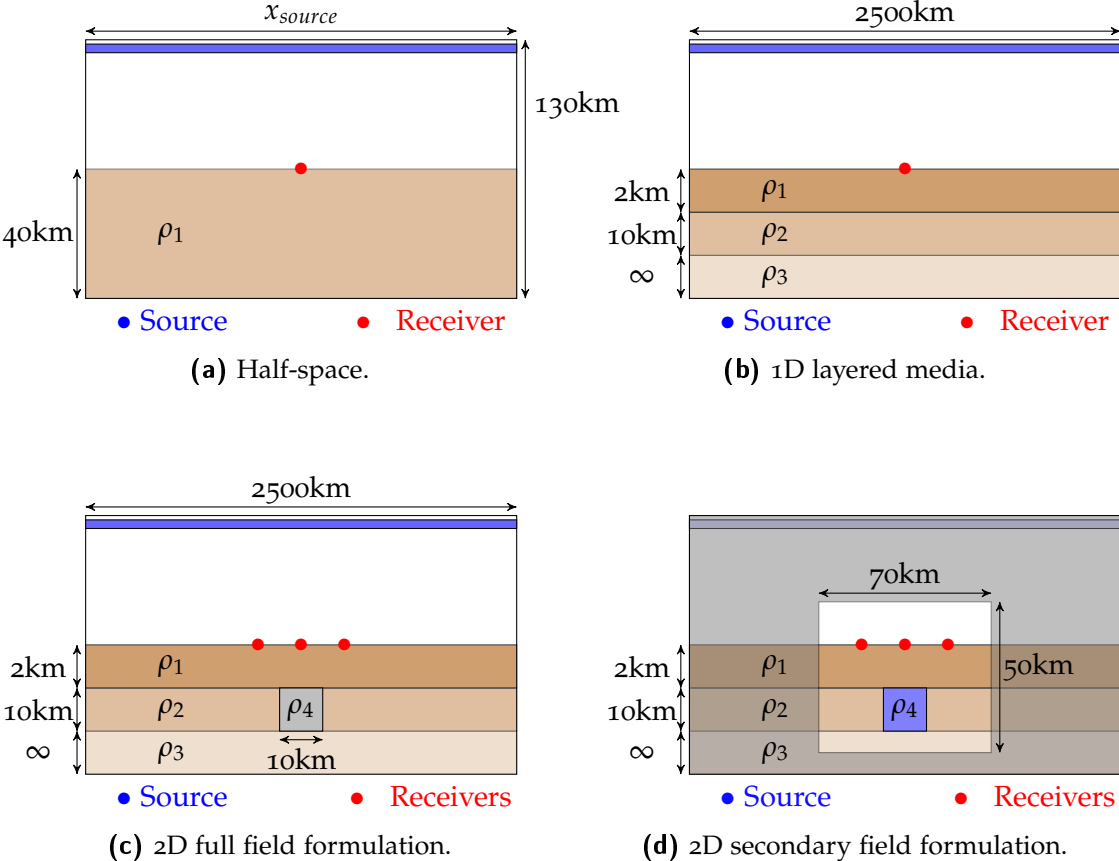 x_source
130km
40km
ρ1
Source
Receiver
(a) Half-space.
2500km
2km
ρ1
10km
ρ2
∞
ρ3
Source
Receiver
(b) 1D layered media.
2500km
2km
ρ1
10km
ρ2
ρ4
∞
ρ3
10km
Source
Receivers
(c) 2D full field formulation.
70km
2km
ρ1
50km
10km
ρ2
ρ4
∞
ρ3
Source
Receivers
(d) 2D secondary field formulation.